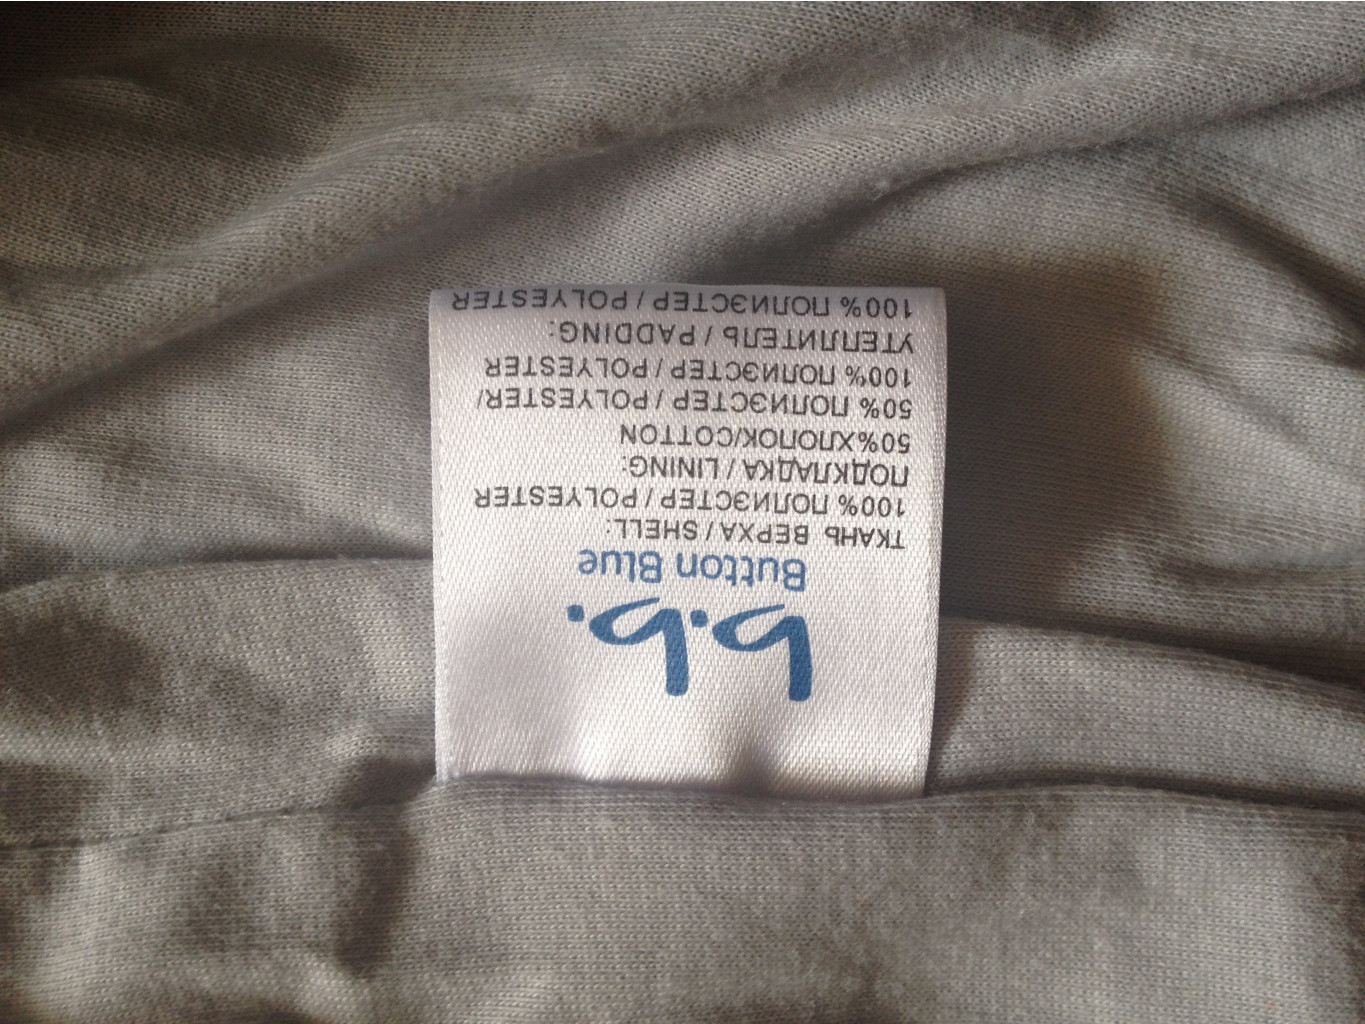 b.b.
Button Blue
ТКАНЬ ВЕРХА / SHELL:
100% ПОЛИЭСТЕР / POLYESTER
ПОДКЛАДКА / LINING:
50%ХЛОПОК/COTTON
50% ПОЛИЭСТЕР / POLYESTER/
100% ПОЛИЭСТЕР / POLYESTER
УТЕПЛИТЕЛЬ / PADDING:
100% ПОЛИЭСТЕР / POLYESTER